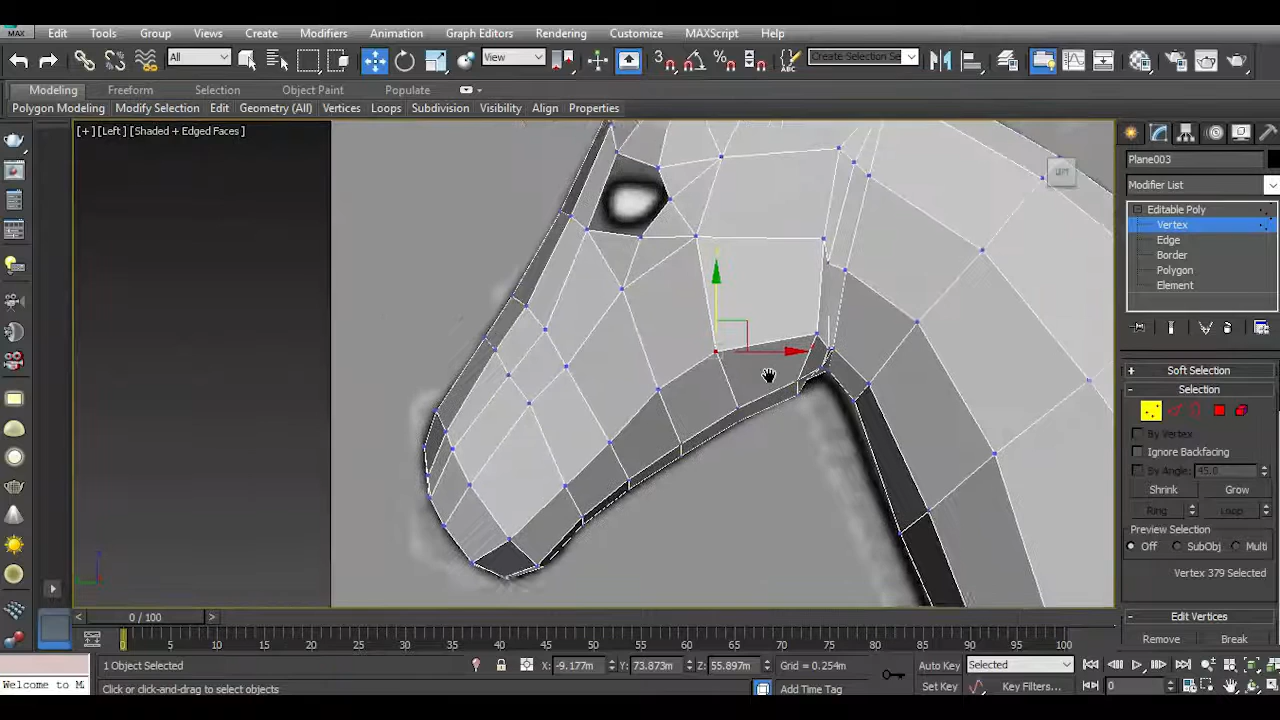 MAX Edit Tools Group Views Create Modifiers Animation Graph Editors Rendering Customize MAXScript Help
All View Create Selection Se
Modeling Freeform Selection Object Paint Populate
Polygon Modeling Modify Selection Edit Geometry (All) Vertices Loops Subdivision Visibility Align Properties
[+] [Left] [Shaded + Edged Faces]
LEFT
Plane003
Modifier List
Editable Poly
Vertex
Edge
Border
Polygon
Element
+ Soft Selection
- Selection
By Vertex
Ignore Backfacing
By Angle: 45.0
Shrink Grow
Ring Loop
Preview Selection
Off SubObj Multi
Vertex 379 Selected
- Edit Vertices
Remove Break
< 0 / 100 >
0 5 10 15 20 25 30 35 40 45 50 55 60 65 70 75 80 85 90 95 100
1 Object Selected X: -9.177m Y: 73.873m Z: 55.897m Grid = 0.254m Auto Key Selected
Welcome to M Click or click-and-drag to select objects Add Time Tag Set Key Key Filters... 0